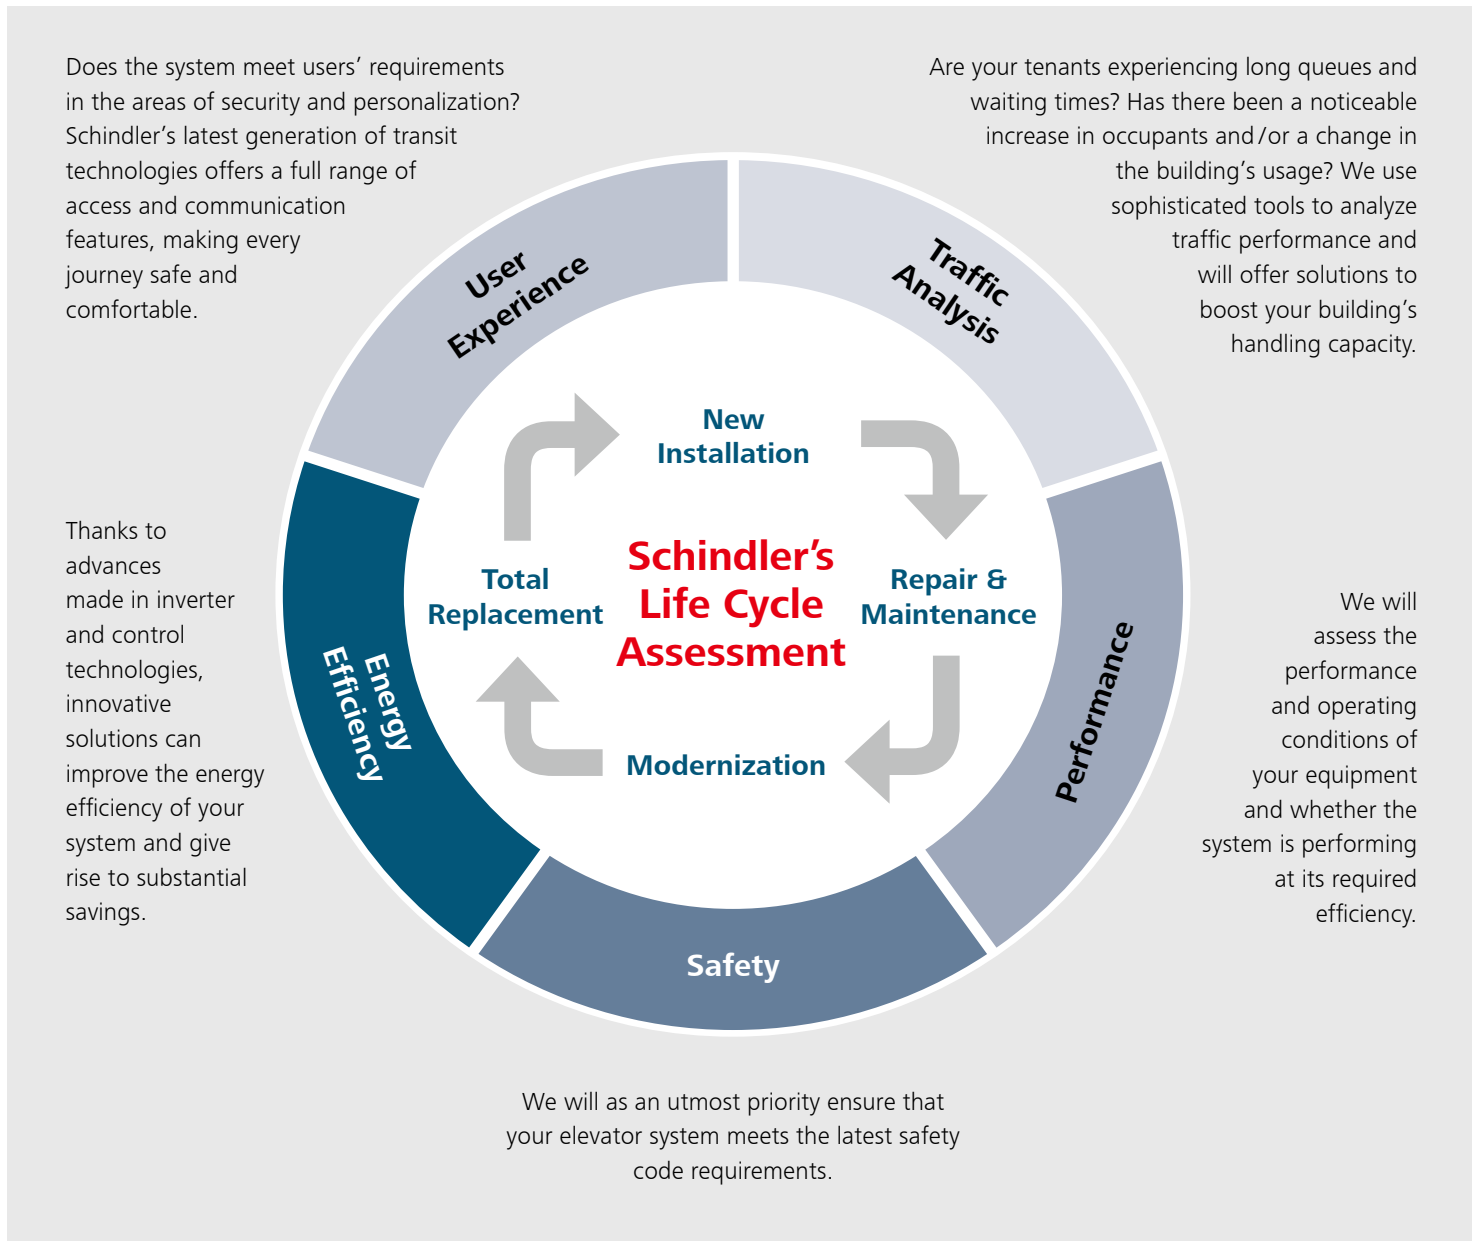 Does the system meet users’ requirements
in the areas of security and personalization?
Schindler’s latest generation of transit
technologies offers a full range of
access and communication
features, making every
journey safe and
comfortable.
Are your tenants experiencing long queues and
waiting times? Has there been a noticeable
increase in occupants and/or a change in
the building’s usage? We use
sophisticated tools to analyze
traffic performance and
will offer solutions to
boost your building’s
handling capacity.
User
Experience
Traffic
Analysis
New
Installation
Schindler’s
Life Cycle
Assessment
Total
Replacement
Repair &
Maintenance
Modernization
Energy
Efficiency
Performance
Safety
Thanks to
advances
made in inverter
and control
technologies,
innovative
solutions can
improve the energy
efficiency of your
system and give
rise to substantial
savings.
We will
assess the
performance
and operating
conditions of
your equipment
and whether the
system is performing
at its required
efficiency.
We will as an utmost priority ensure that
your elevator system meets the latest safety
code requirements.